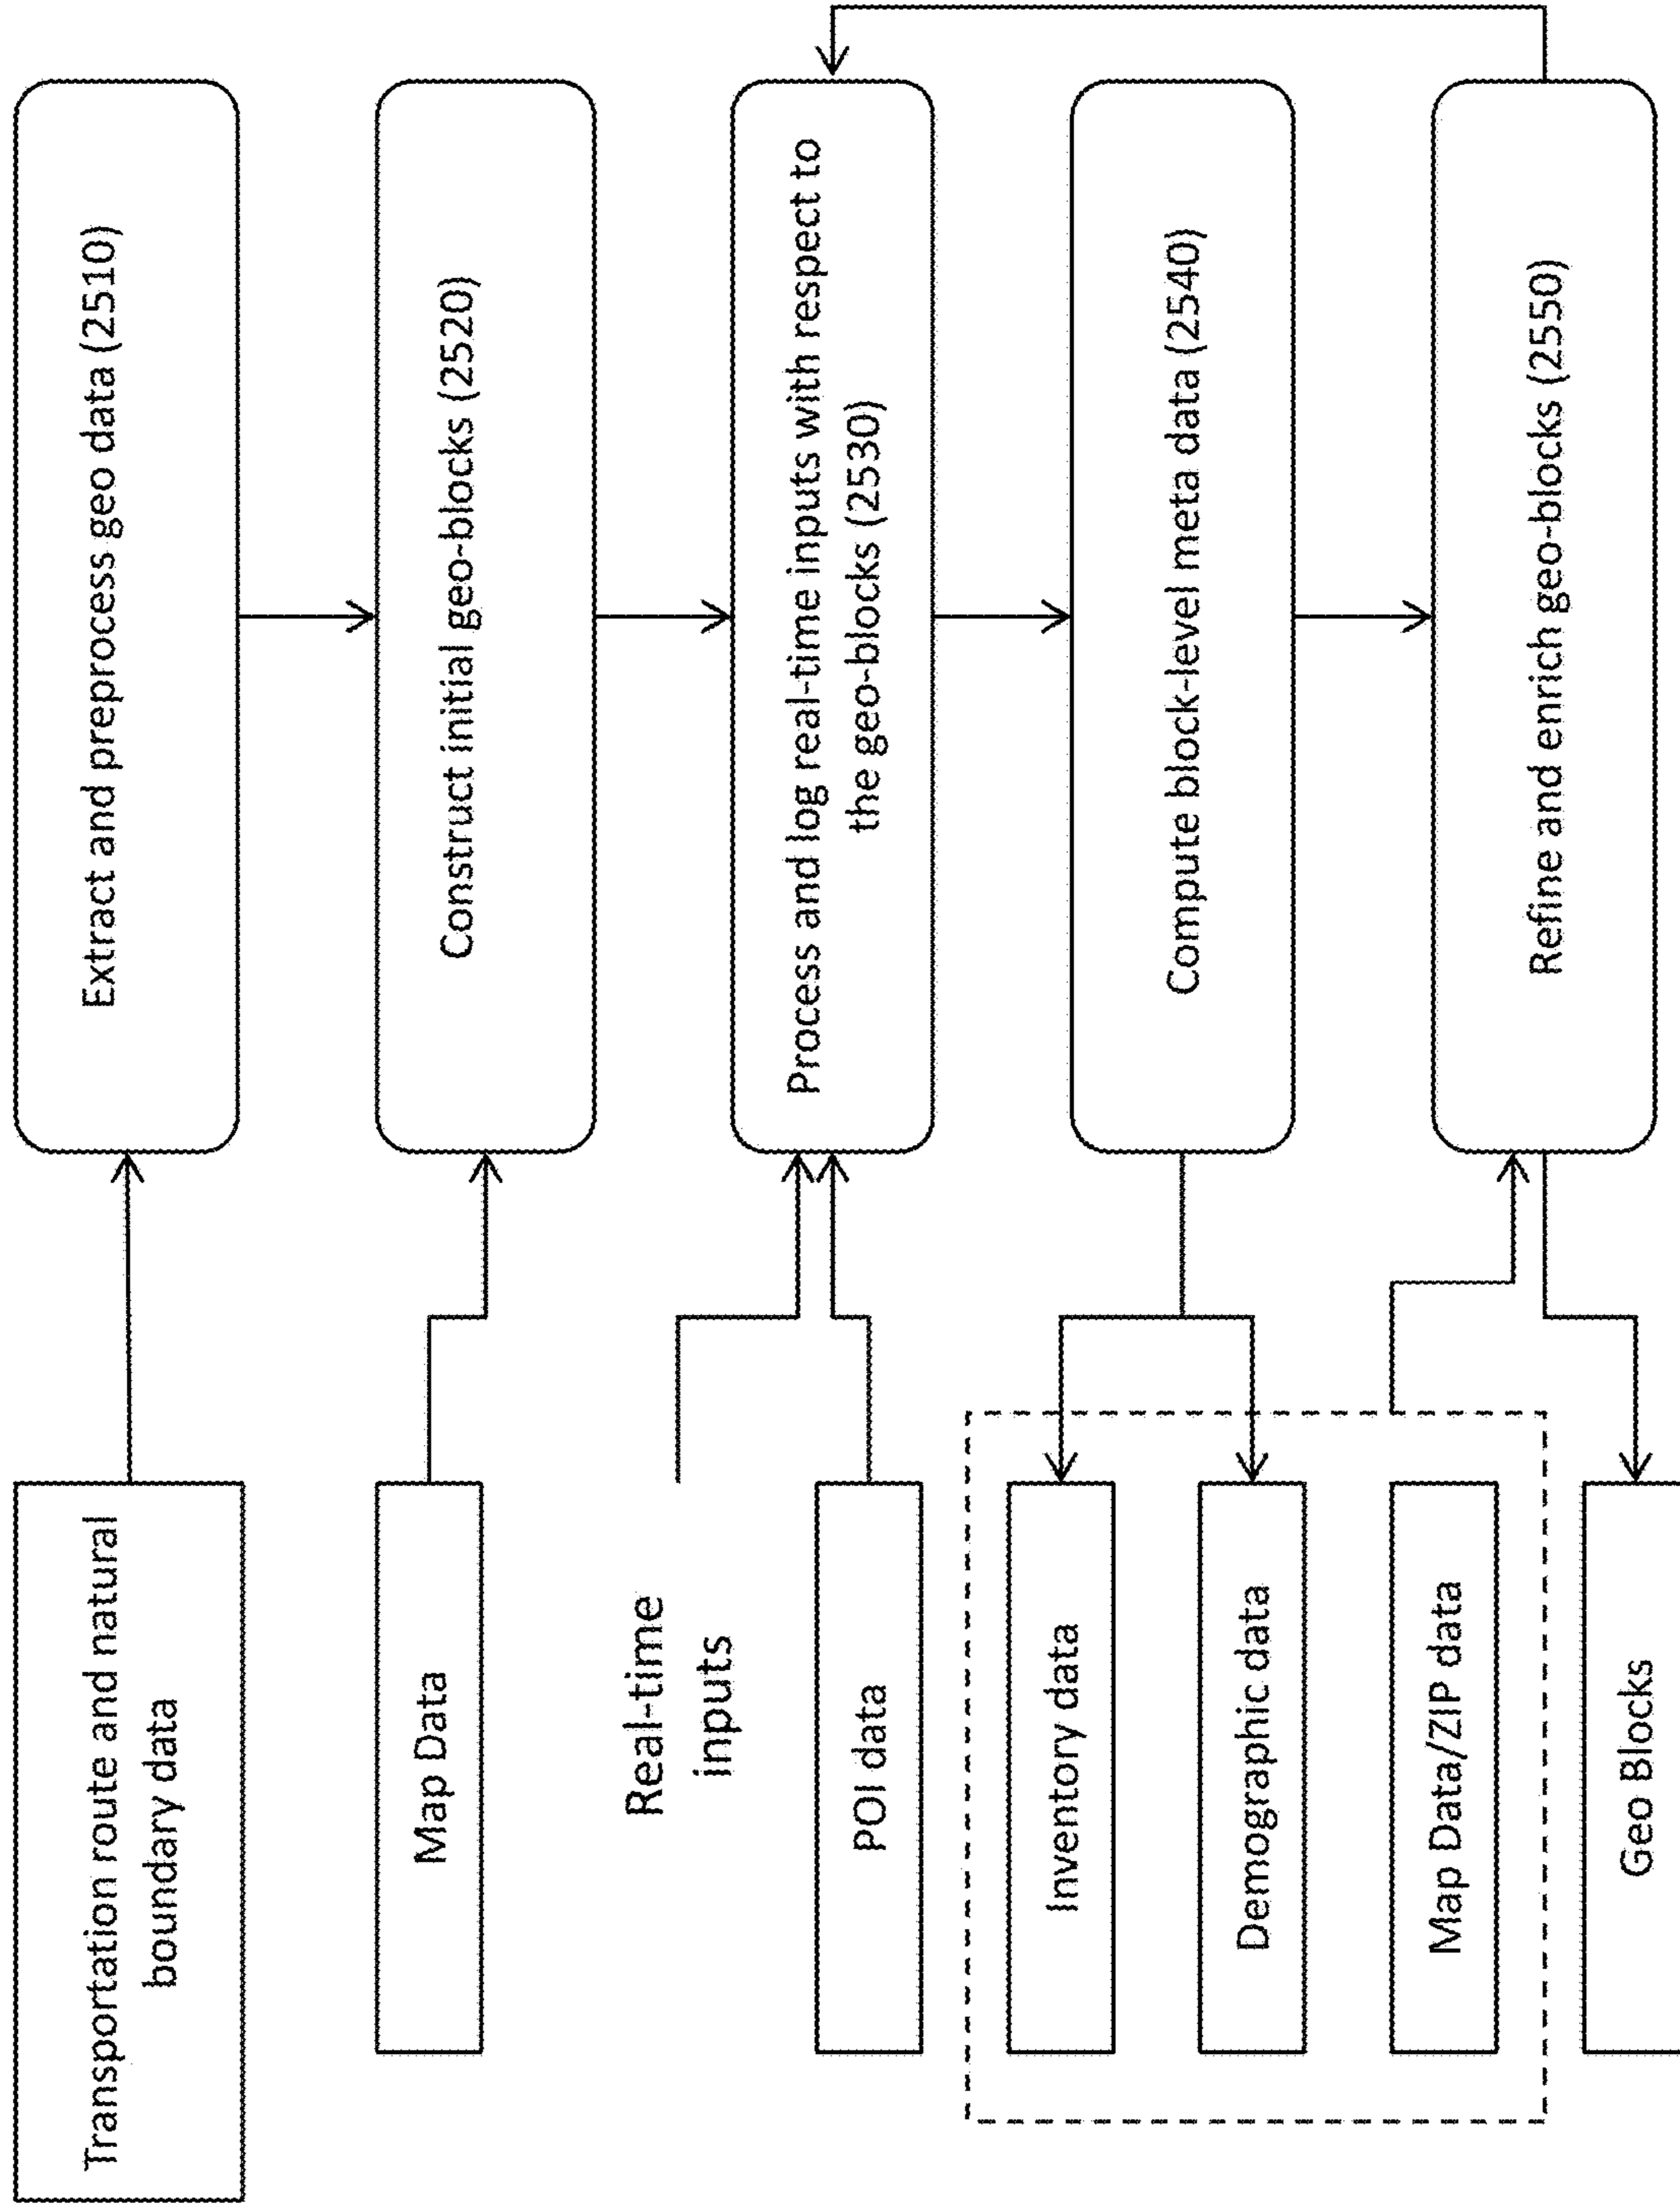 Transportation route and natural
boundary data
Extract and preprocess geo data (2510)
Map Data
Construct initial geo-blocks (2520)
Real-time
inputs
POI data
Process and log real-time inputs with respect to
the geo-blocks (2530)
Inventory data
Demographic data
Map Data/ZIP data
Compute block-level meta data (2540)
Geo Blocks
Refine and enrich geo-blocks (2550)